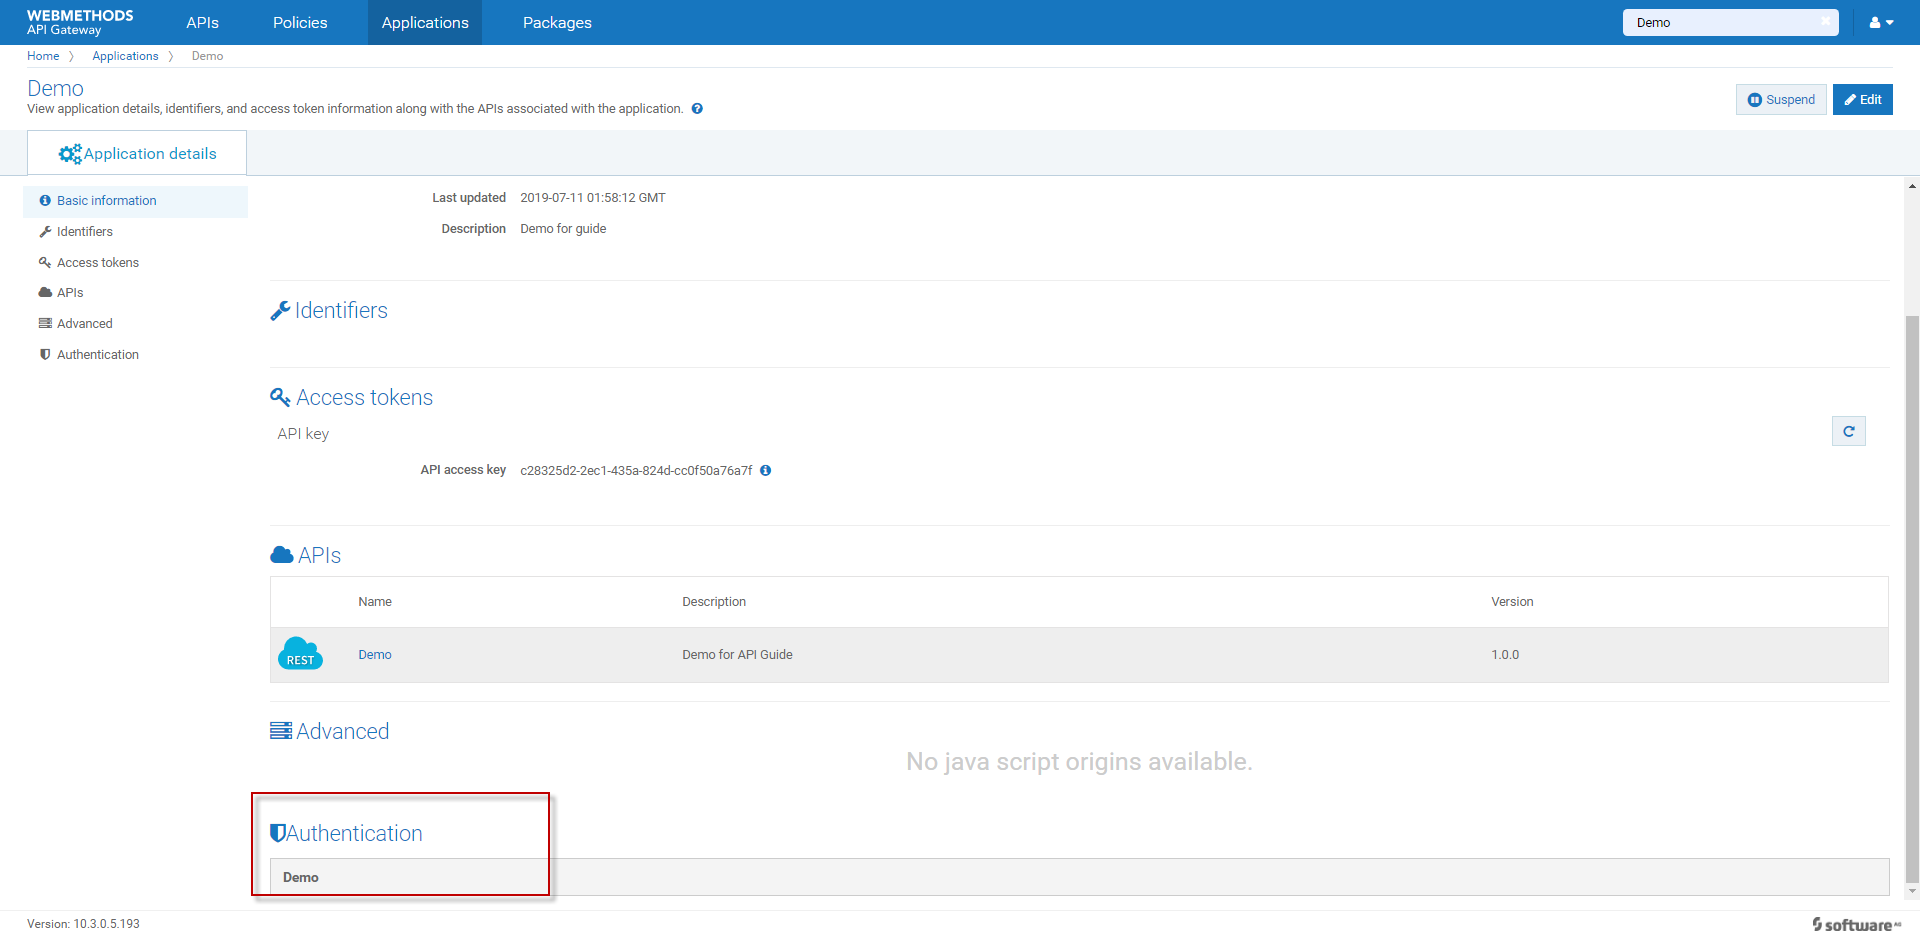 WEBMETHODS
API Gateway
APIs
Policies
Applications
Packages
Demo
Home
Applications
Demo
Demo
View application details, identifiers, and access token information along with the APIs associated with the application.
Suspend
Edit
Application details
Basic information
Identifiers
Access tokens
APIs
Advanced
Authentication
Last updated 2019-07-11 01:58:12 GMT
Description Demo for guide
Identifiers
Access tokens
API key
API access key c28325d2-2ec1-435a-824d-cc0f50a76a7f
APIs
Name Description Version
REST Demo Demo for API Guide 1.0.0
Advanced
No java script origins available.
Authentication
Demo
Version: 10.3.0.5.193
software AG